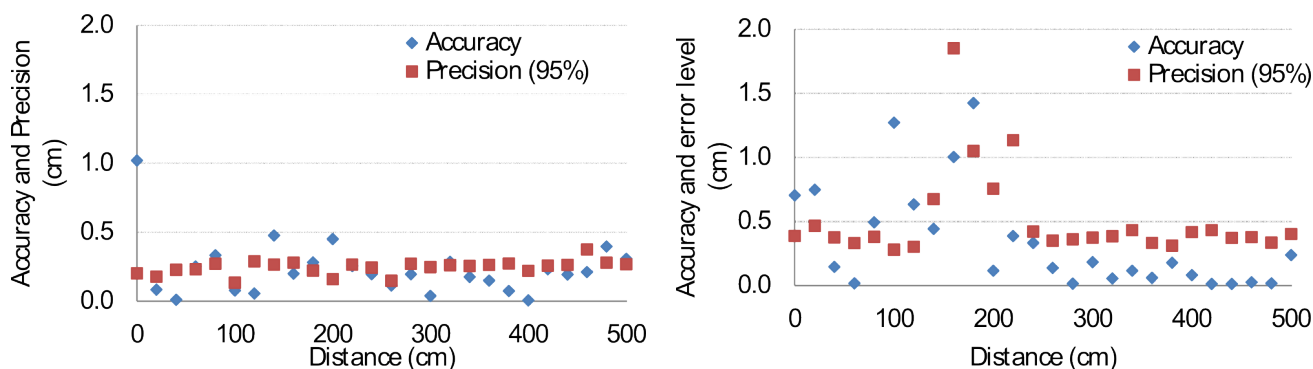 Accuracy and Precision
(cm)
2.0
1.5
1.0
0.5
0.0
Accuracy
Precision (95%)
0
100
200
300
400
500
Distance (cm)
Accuracy and error level
(cm)
2.0
1.5
1.0
0.5
0.0
Accuracy
Precision (95%)
0
100
200
300
400
500
Distance (cm)